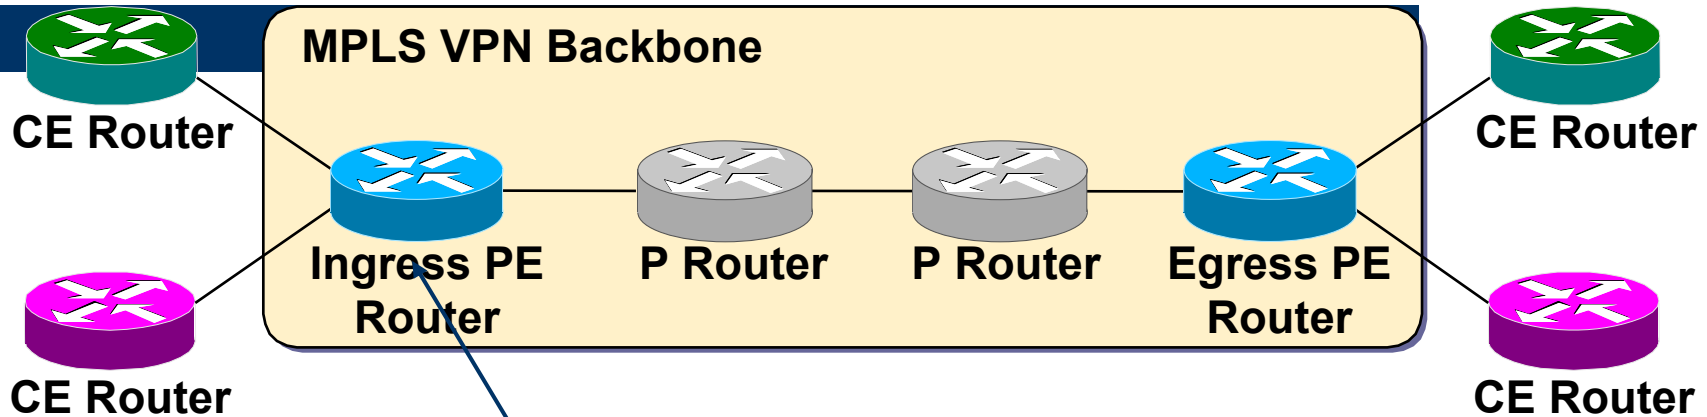 MPLS VPN Backbone
CE Router
CE Router
Ingress PE
Router
P Router
P Router
Egress PE
Router
CE Router
CE Router